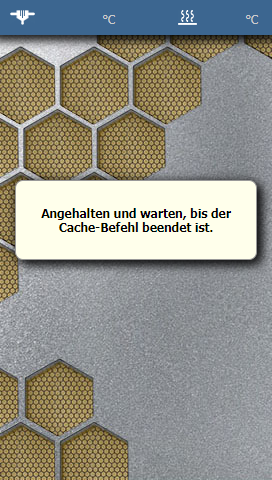 °C °C
Angehalten und warten, bis der
Cache-Befehl beendet ist.